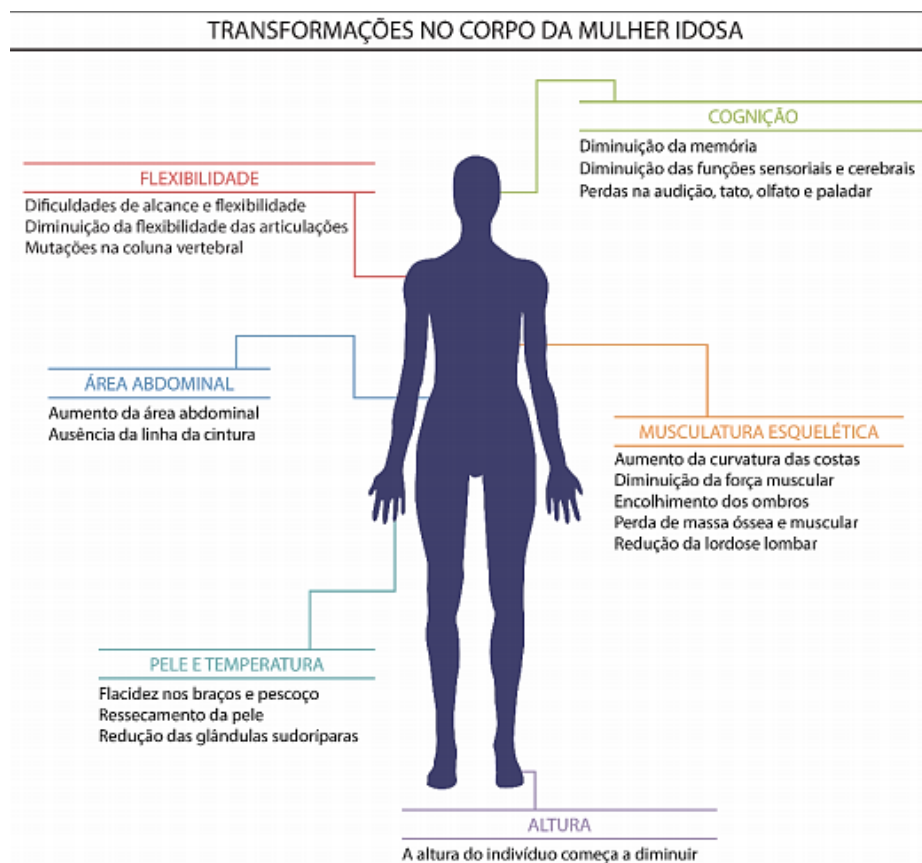 TRANSFORMAÇÕES NO CORPO DA MULHER IDOSA
COGNIÇÃO
Diminuição da memória
Diminuição das funções sensoriais e cerebrais
Perdas na audição, tato, olfato e paladar
FLEXIBILIDADE
Dificuldades de alcance e flexibilidade
Diminuição da flexibilidade das articulações
Mutações na coluna vertebral
ÁREA ABDOMINAL
Aumento da área abdominal
Ausência da linha da cintura
MUSCULATURA ESQUELÉTICA
Aumento da curvatura das costas
Diminuição da força muscular
Encolhimento dos ombros
Perda de massa óssea e muscular
Redução da lordose lombar
PELE E TEMPERATURA
Flacidez nos braços e pescoço
Ressecamento da pele
Redução das glândulas sudoríparas
ALTURA
A altura do indivíduo começa a diminuir